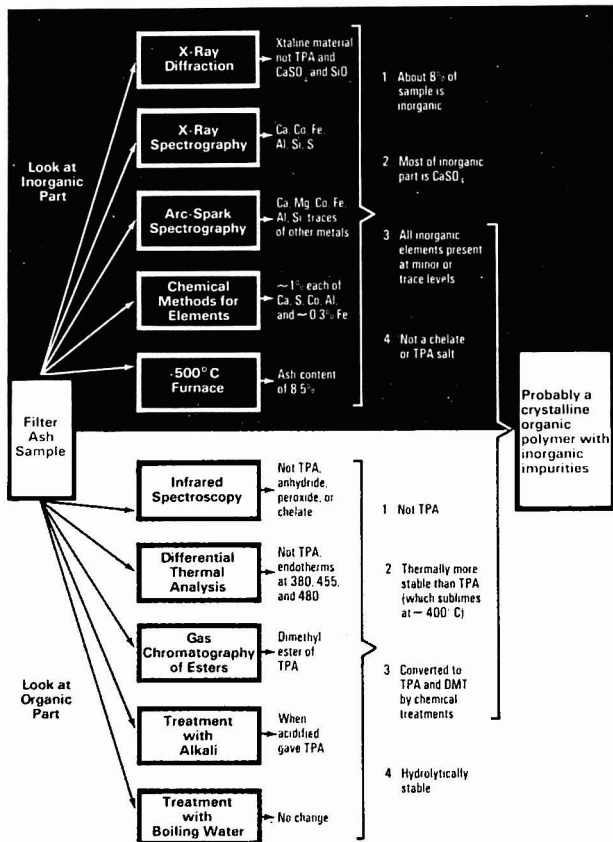 X-Ray
Diffraction
Xtaline material
not TPA and
CaSO₄ and SiO
X-Ray
Spectrography
Ca, Co, Fe,
Al, Si, S
Look at
Inorganic
Part
Arc-Spark
Spectrography
Ca, Mg, Co, Fe,
Al, Si, traces
of other metals
Chemical
Methods for
Elements
~1% each of
Ca, S, Co, Al,
and ~0.3% Fe
500°C
Furnace
Ash content
of 8.5%
1 About 8% of
sample is
inorganic
2 Most of inorganic
part is CaSO₄
3 All inorganic
elements present
at minor or
trace levels
4 Not a chelate
or TPA salt
Filter
Ash
Sample
Probably a
crystalline
organic
polymer with
inorganic
impurities
Infrared
Spectroscopy
Not TPA,
anhydride,
peroxide, or
chelate
Differential
Thermal
Analysis
Not TPA,
endotherms
at 380, 455,
and 480
Gas
Chromatography
of Esters
Dimethyl
ester of
TPA
Look at
Organic Part
Treatment
with
Alkali
When
acidified
gave TPA
Treatment
with
Boiling Water
No change
1 Not TPA
2 Thermally more
stable than TPA
(which sublimes
at ~ 400° C)
3 Converted to
TPA and DMT
by chemical
treatments
4 Hydrolytically
stable